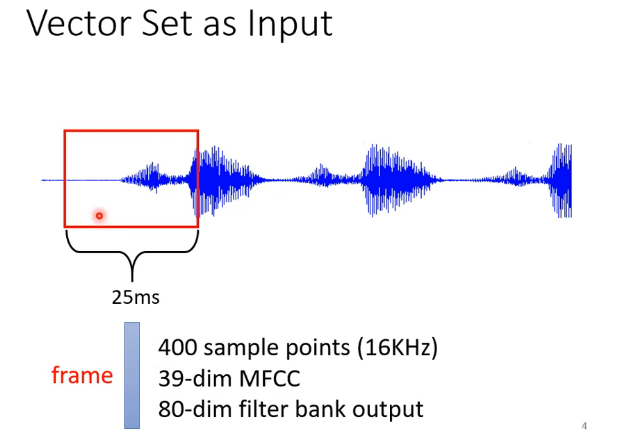 Vector Set as Input
25ms
frame
400 sample points (16KHz)
39-dim MFCC
80-dim filter bank output
4